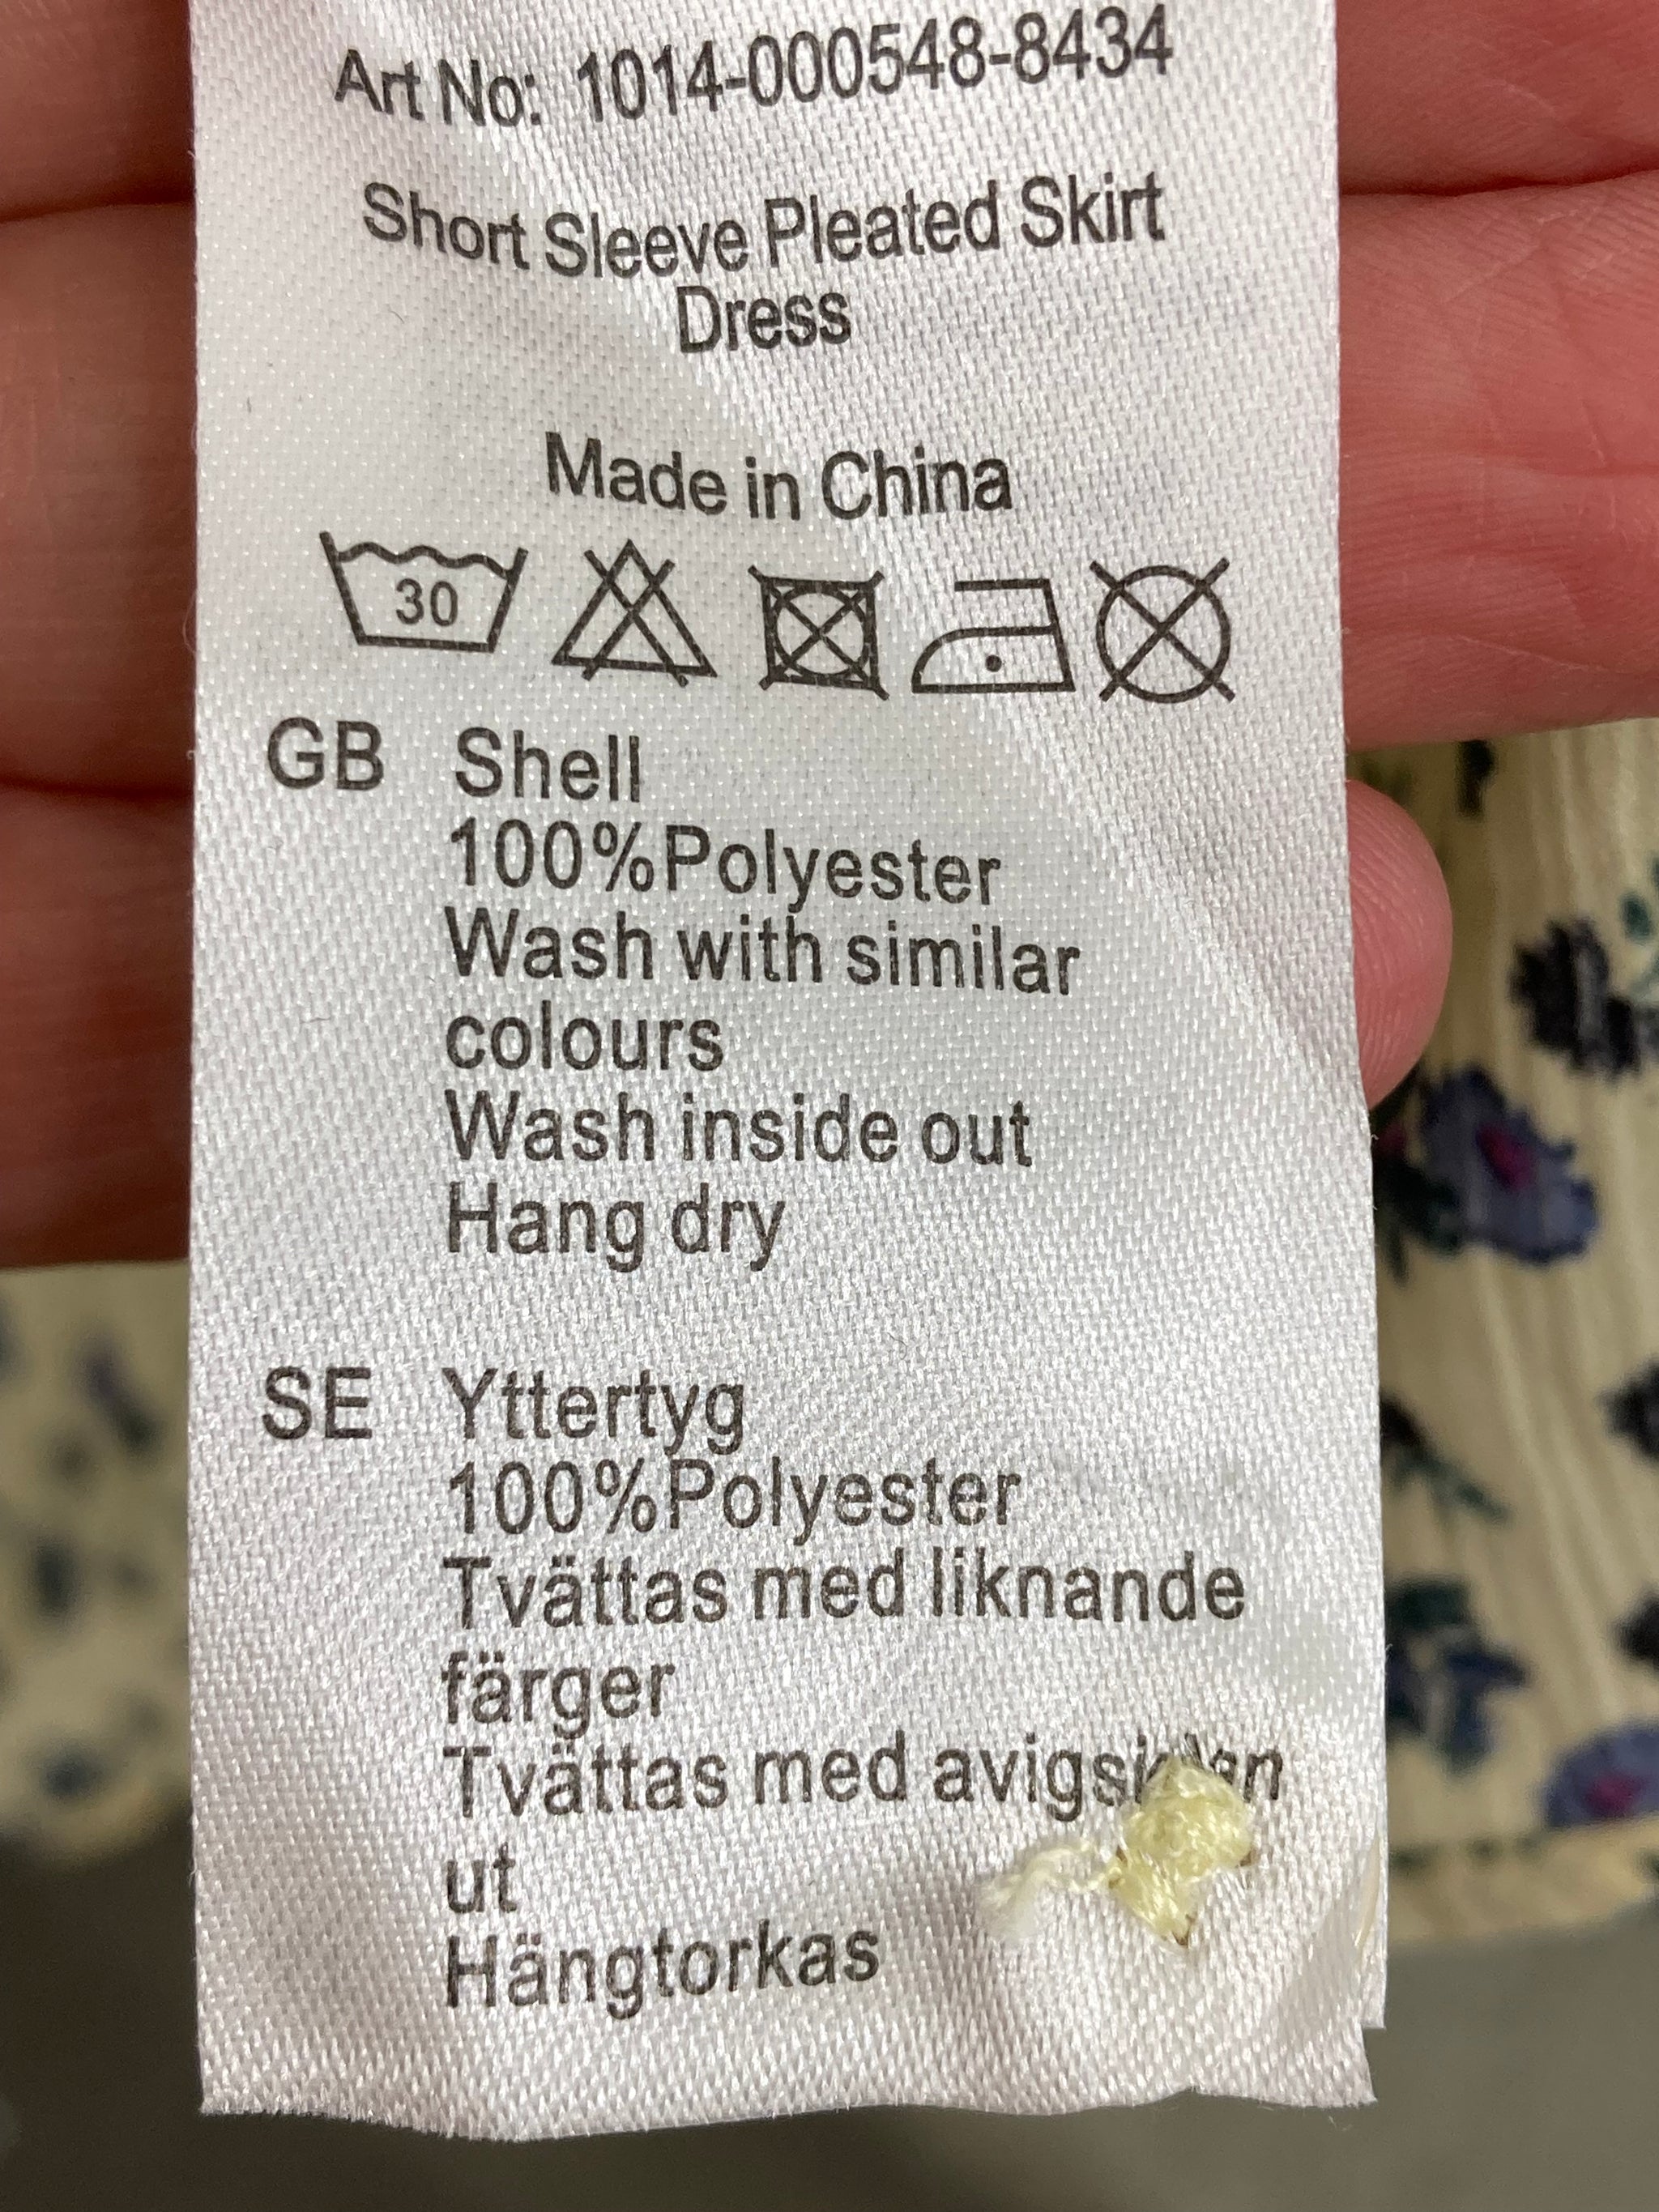 Art No: 1014-000548-8434
Short Sleeve Pleated Skirt
Dress
Made in China
30
GB Shell
100%Polyester
Wash with similar
colours
Wash inside out
Hang dry
SE Yttertyg
100%Polyester
Tvättas med liknande
färger
Tvättas med avigsidan
ut
Hängtorkas